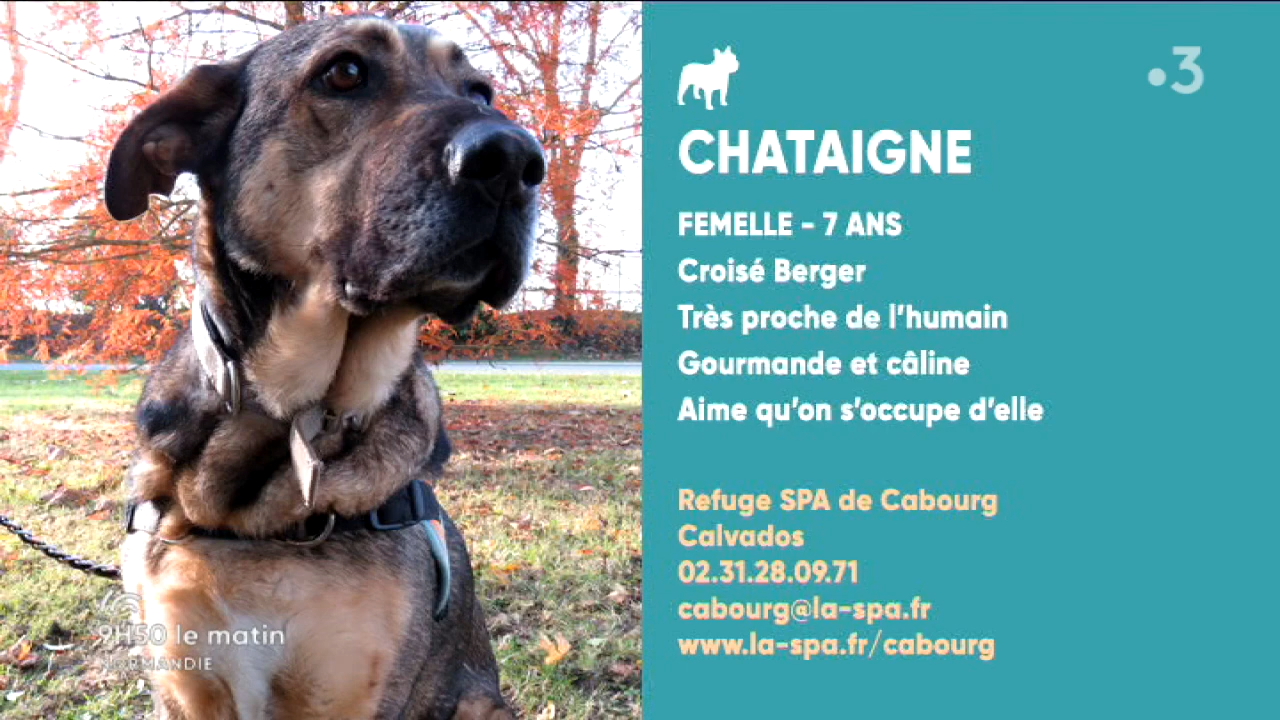 3
CHATAIGNE
FEMELLE - 7 ANS
Croisé Berger
Très proche de l'humain
Gourmande et câline
Aime qu'on s'occupe d'elle
Refuge SPA de Cabourg
Calvados
02.31.28.09.71
cabourg@la-spa.fr
www.la-spa.fr/cabourg
9H50 le matin
NORMANDIE